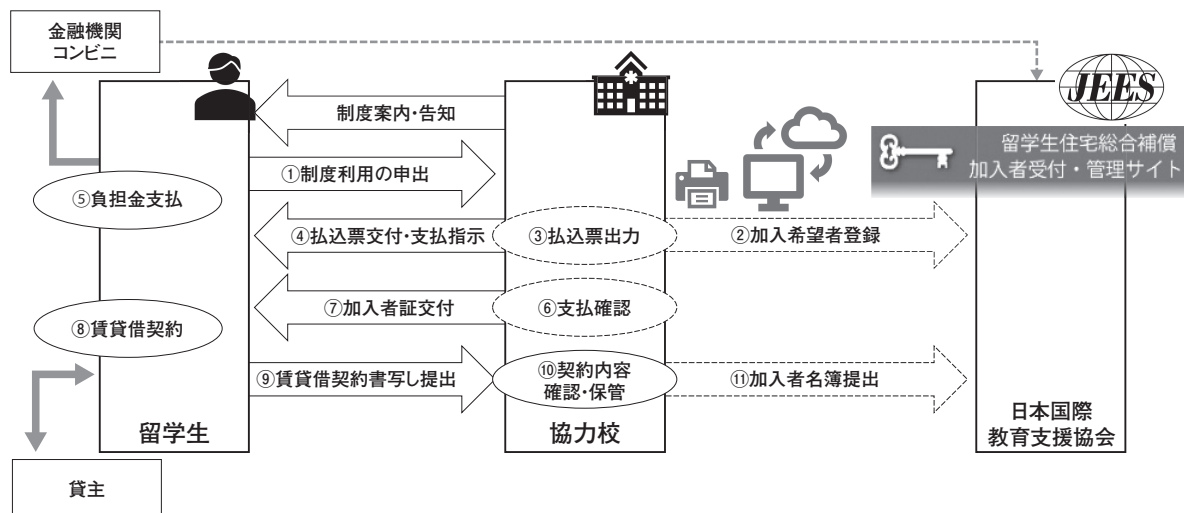 金融機関
コンビニ
JEES
制度案内・告知
留学生住宅総合補償
加入者受付・管理サイト
①制度利用の申出
⑤負担金支払
④払込票交付・支払指示
③払込票出力
②加入希望者登録
⑦加入者証交付
⑥支払確認
⑧賃貸借契約
⑨賃貸借契約書写し提出
⑩契約内容
確認・保管
⑪加入者名簿提出
留学生
協力校
日本国際
教育支援協会
貸主